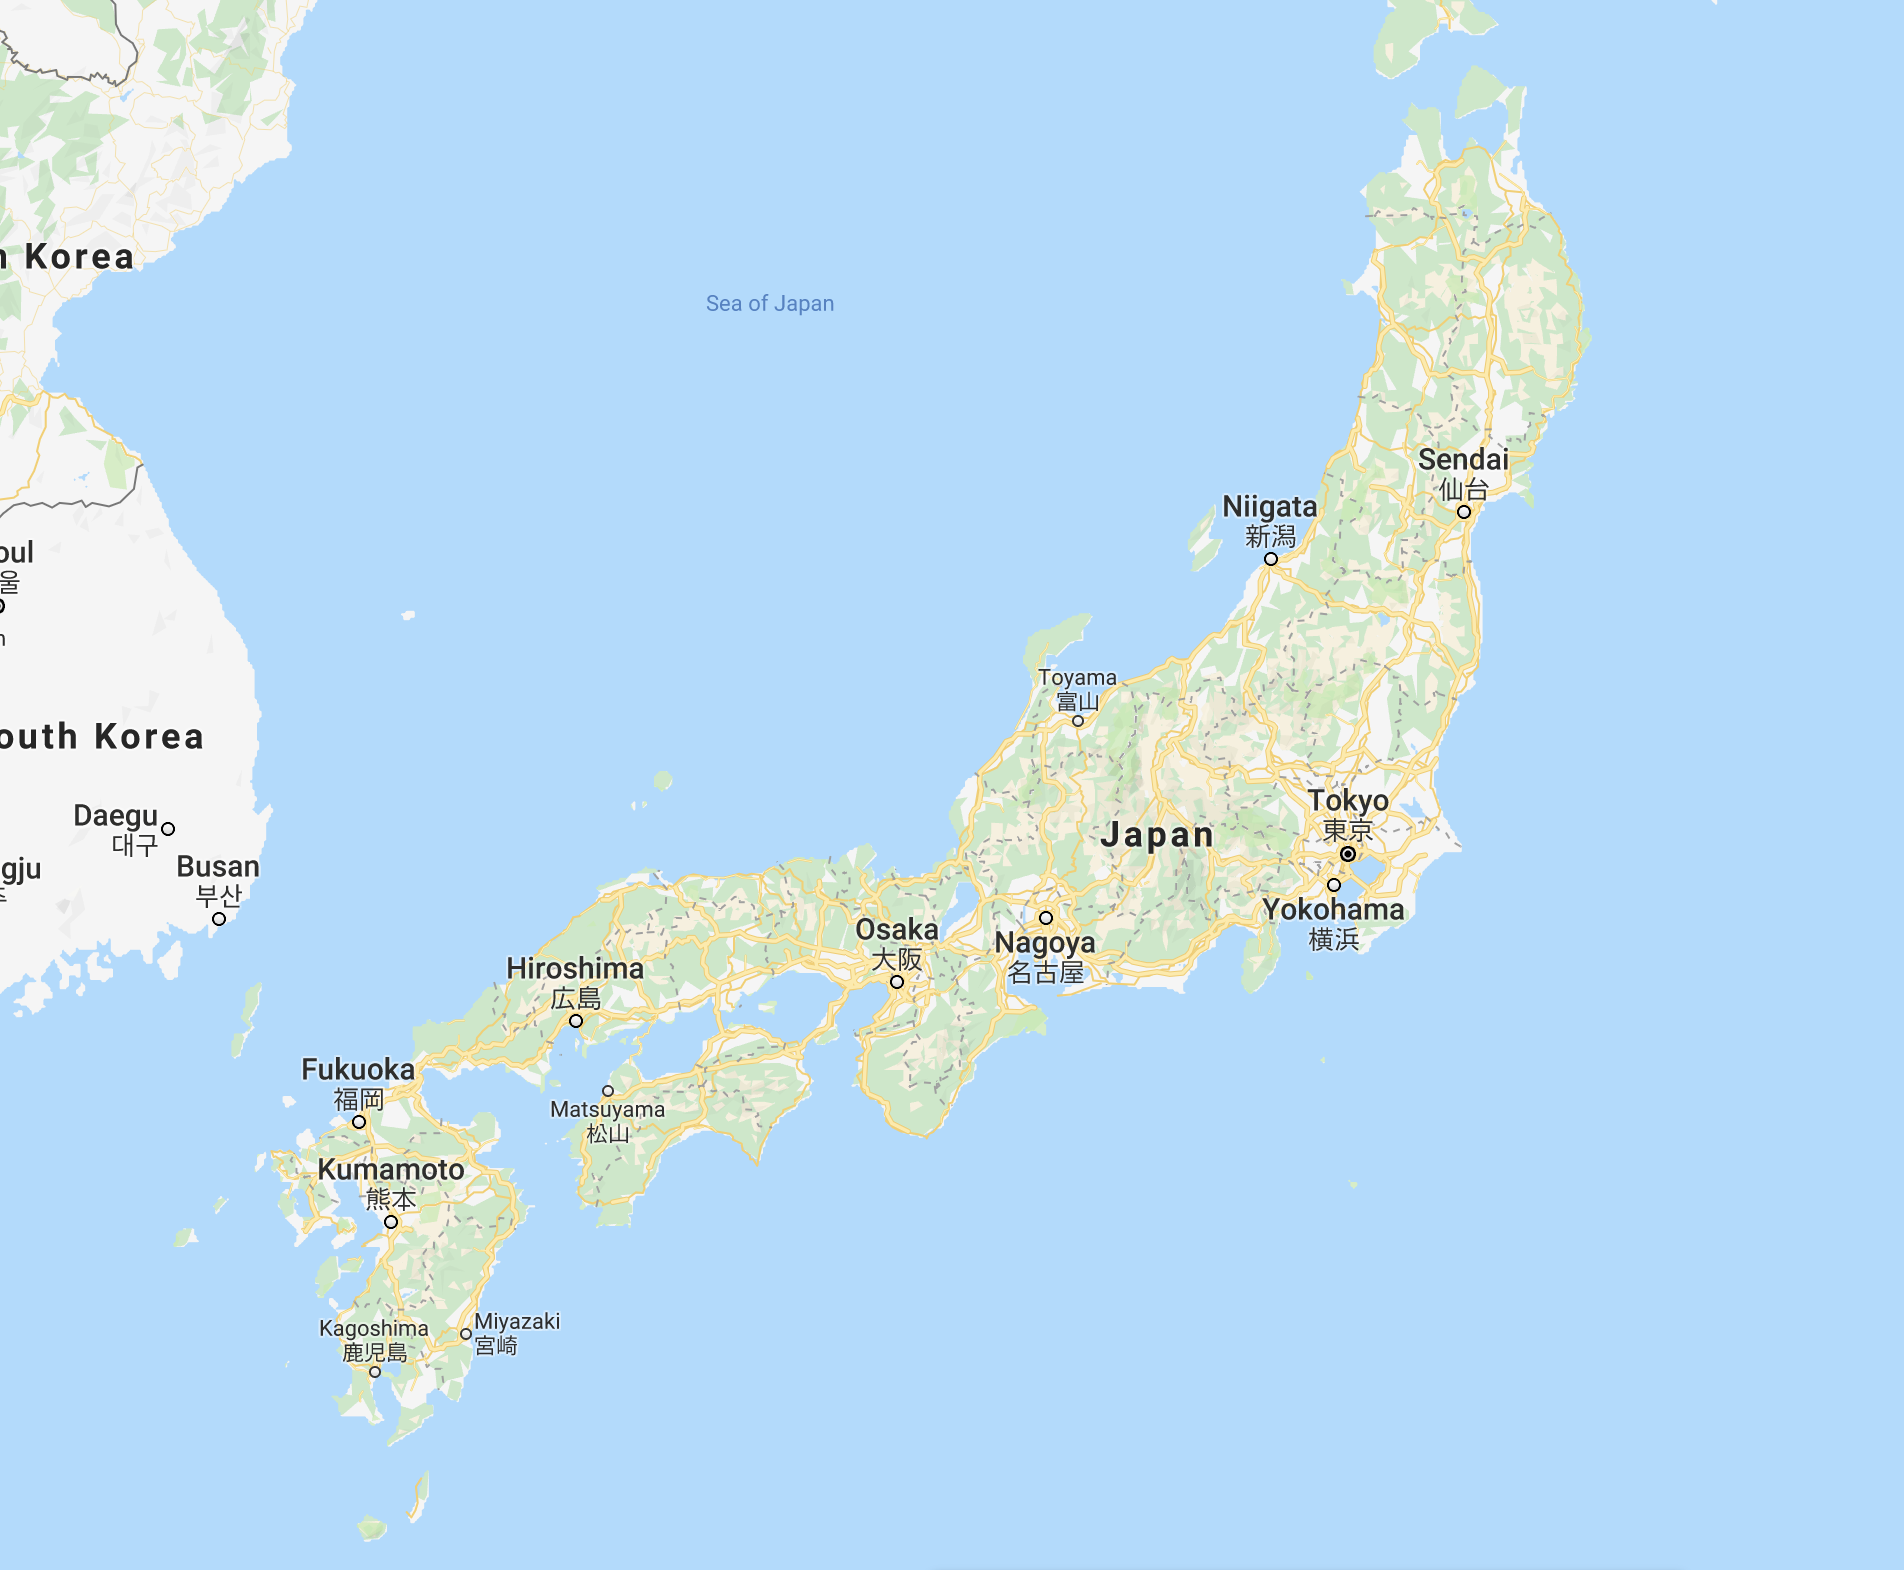 n Korea
Sea of Japan
Sendai
仙台
Niigata
新潟
oul
울
n
Toyama
富山
outh Korea
Tokyo
東京
Daegu
대구
Japan
gju
Busan
부산
Yokohama
横浜
Osaka
大阪
Nagoya
名古屋
Hiroshima
広島
Fukuoka
福岡
Matsuyama
松山
Kumamoto
熊本
Miyazaki
宮崎
Kagoshima
鹿児島